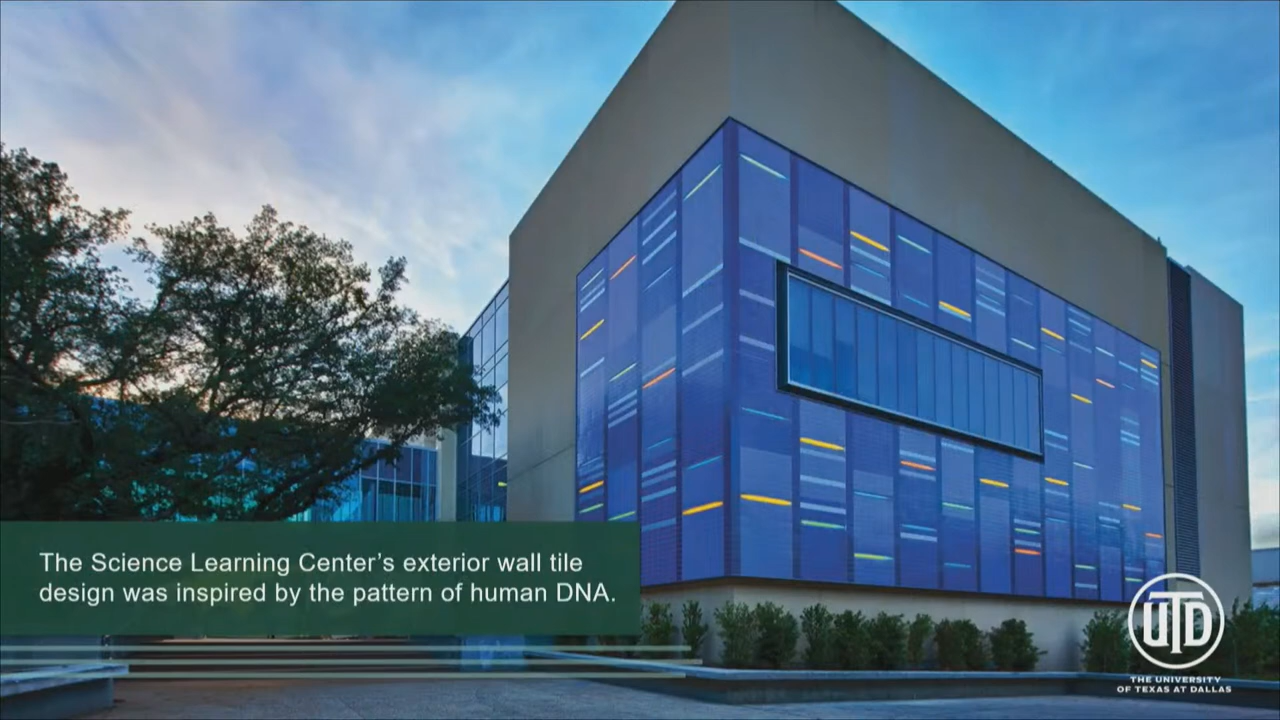 The Science Learning Center’s exterior wall tile
design was inspired by the pattern of human DNA.
UTD
THE UNIVERSITY
OF TEXAS AT DALLAS